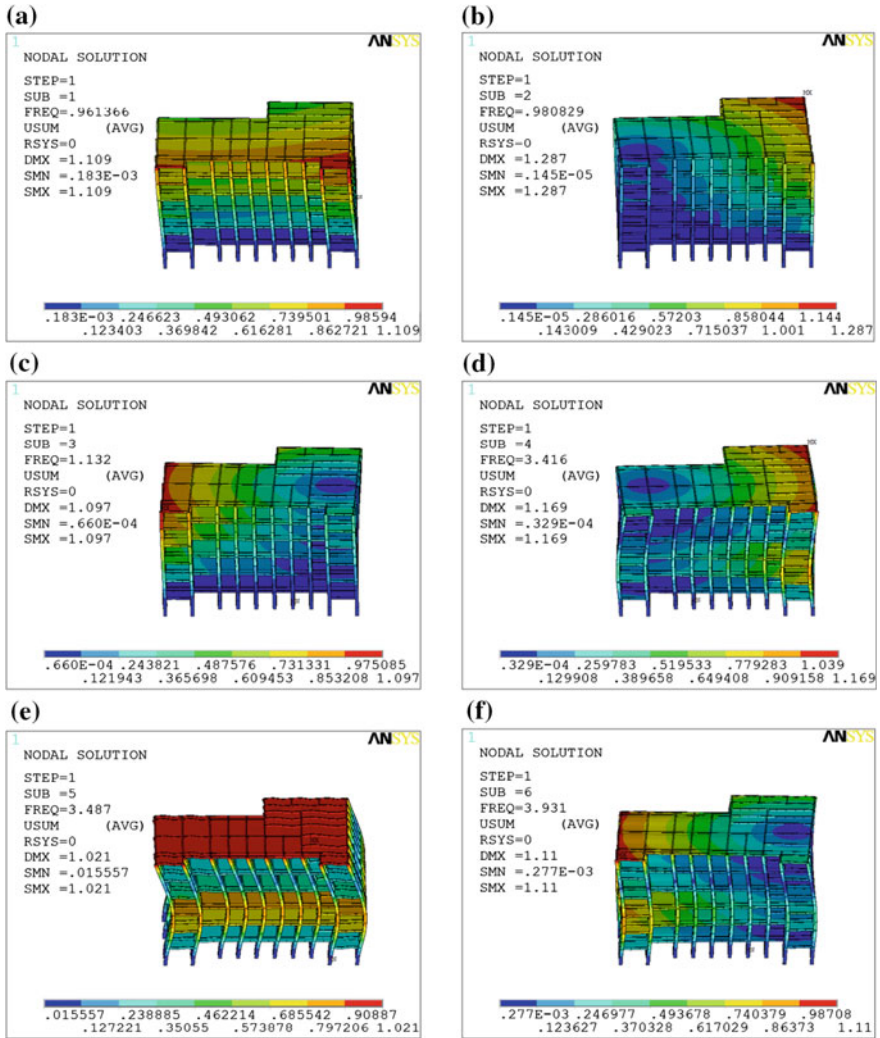 (a)
1
ANSYS
NODAL SOLUTION
STEP=1
SUB =1
FREQ=.961366
USUM (AVG)
RSYS=0
DMX =1.109
SMN =.183E-03
SMX =1.109
.183E-03 .246623 .493062 .739501 .98594
.123403 .369842 .616281 .862721 1.109
(b)
1
ANSYS
NODAL SOLUTION
STEP=1
SUB =2
FREQ=.980829
USUM (AVG)
RSYS=0
DMX =1.287
SMN =.145E-05
SMX =1.287
MX
.145E-05 .286016 .57203 .858044 1.144
.143009 .429023 .715037 1.001 1.287
(c)
1
ANSYS
NODAL SOLUTION
STEP=1
SUB =3
FREQ=1.132
USUM (AVG)
RSYS=0
DMX =1.097
SMN =.660E-04
SMX =1.097
.660E-04 .243821 .487576 .731331 .975085
.121943 .365698 .609453 .853208 1.097
(d)
1
ANSYS
NODAL SOLUTION
STEP=1
SUB =4
FREQ=3.416
USUM (AVG)
RSYS=0
DMX =1.169
SMN =.329E-04
SMX =1.169
MX
.329E-04 .259783 .519533 .779283 1.039
.129908 .389658 .649408 .909158 1.169
(e)
1
ANSYS
NODAL SOLUTION
STEP=1
SUB =5
FREQ=3.487
USUM (AVG)
RSYS=0
DMX =1.021
SMN =.015557
SMX =1.021
.015557 .238885 .462214 .685542 .90887
.127221 .35055 .573878 .797206 1.021
(f)
1
ANSYS
NODAL SOLUTION
STEP=1
SUB =6
FREQ=3.931
USUM (AVG)
RSYS=0
DMX =1.11
SMN =.277E-03
SMX =1.11
.277E-03 .246977 .493678 .740379 .98708
.123627 .370328 .617029 .86373 1.11